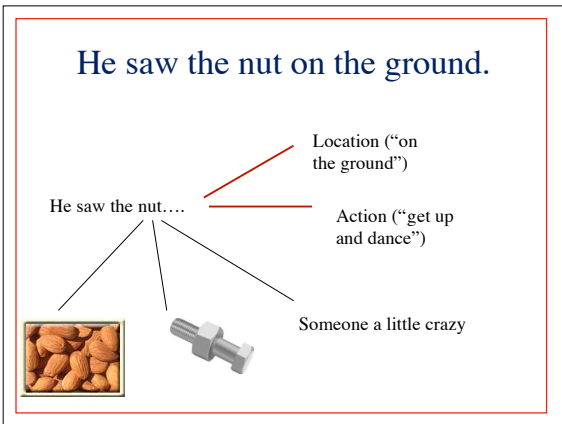 He saw the nut on the ground.
Location (“on
the ground”)
He saw the nut….
Action (“get up
and dance”)
Someone a little crazy